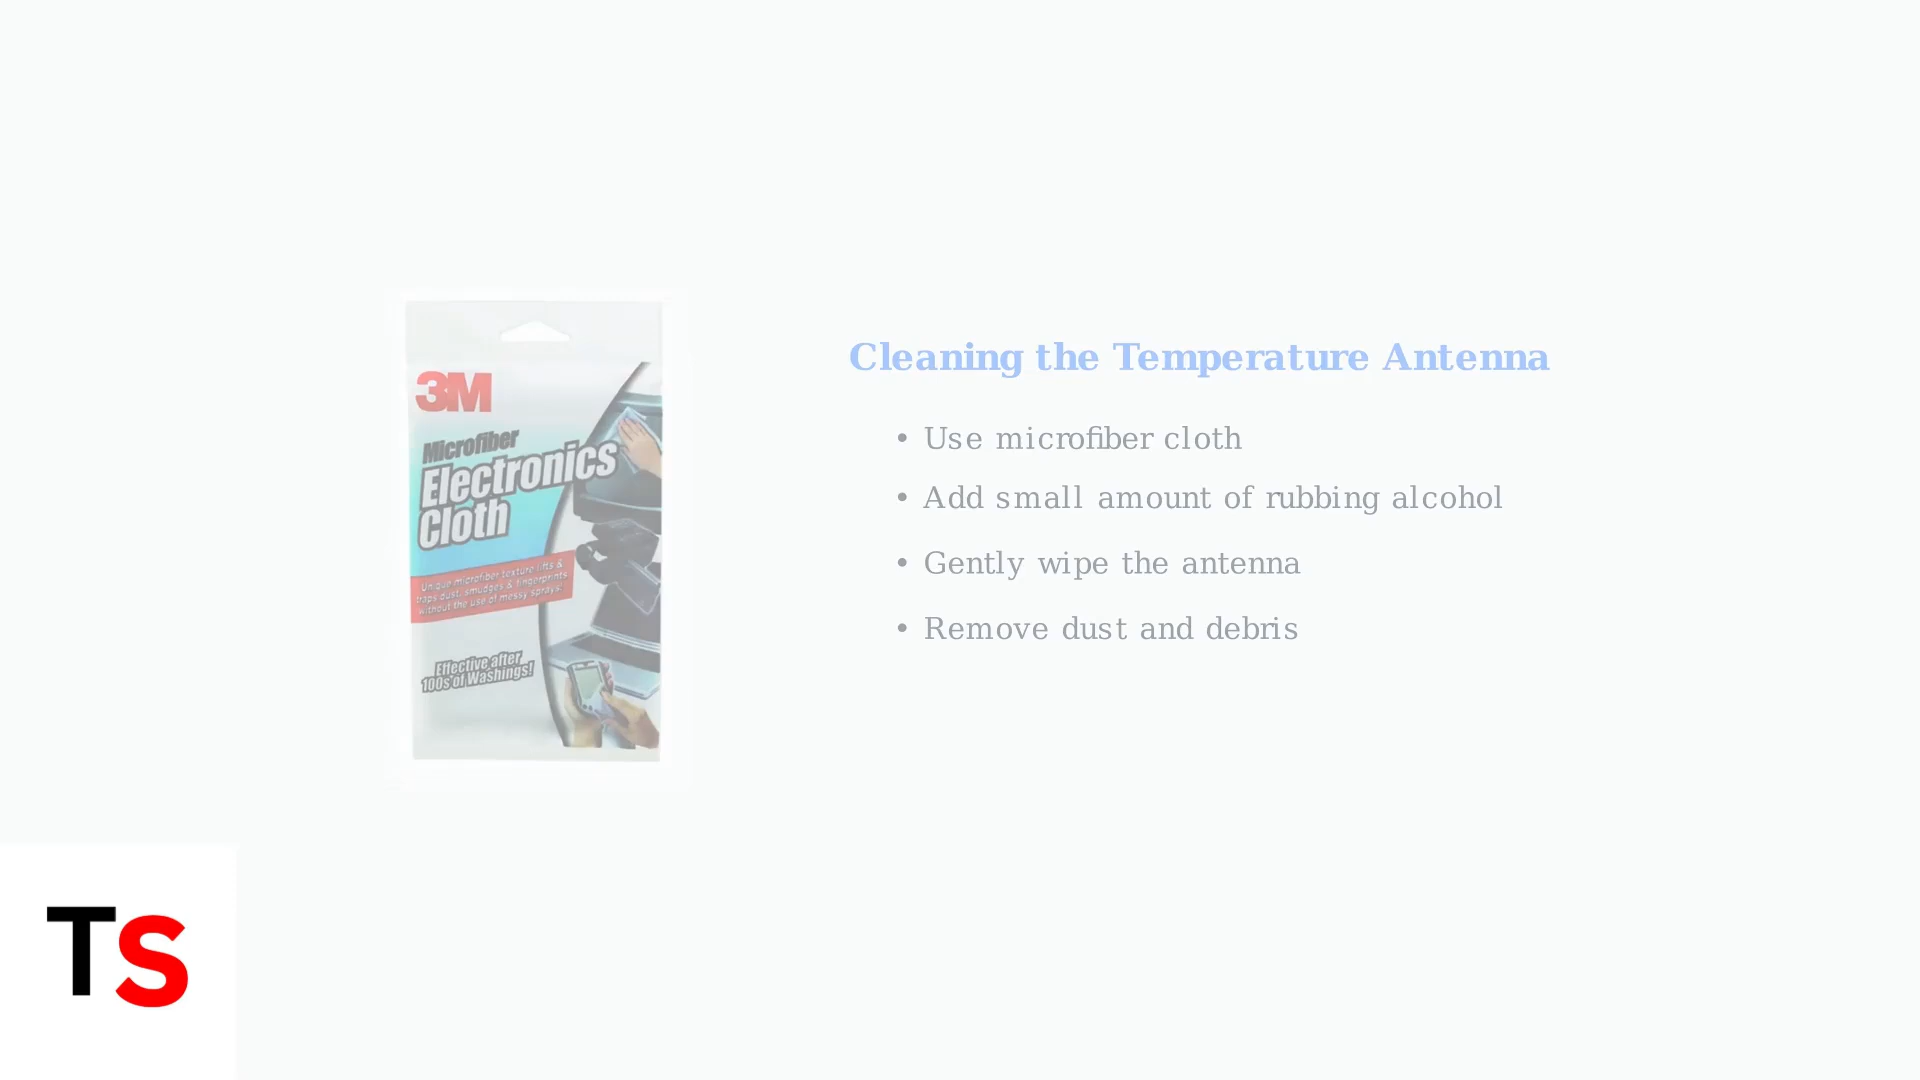 3M
Microfiber
Electronics
Cloth
Unique microfiber texture lifts &
traps dust, smudges & fingerprints
without the use of messy sprays!
Effective after
100s of Washings!
Cleaning the Temperature Antenna
• Use microfiber cloth
• Add small amount of rubbing alcohol
• Gently wipe the antenna
• Remove dust and debris
TS